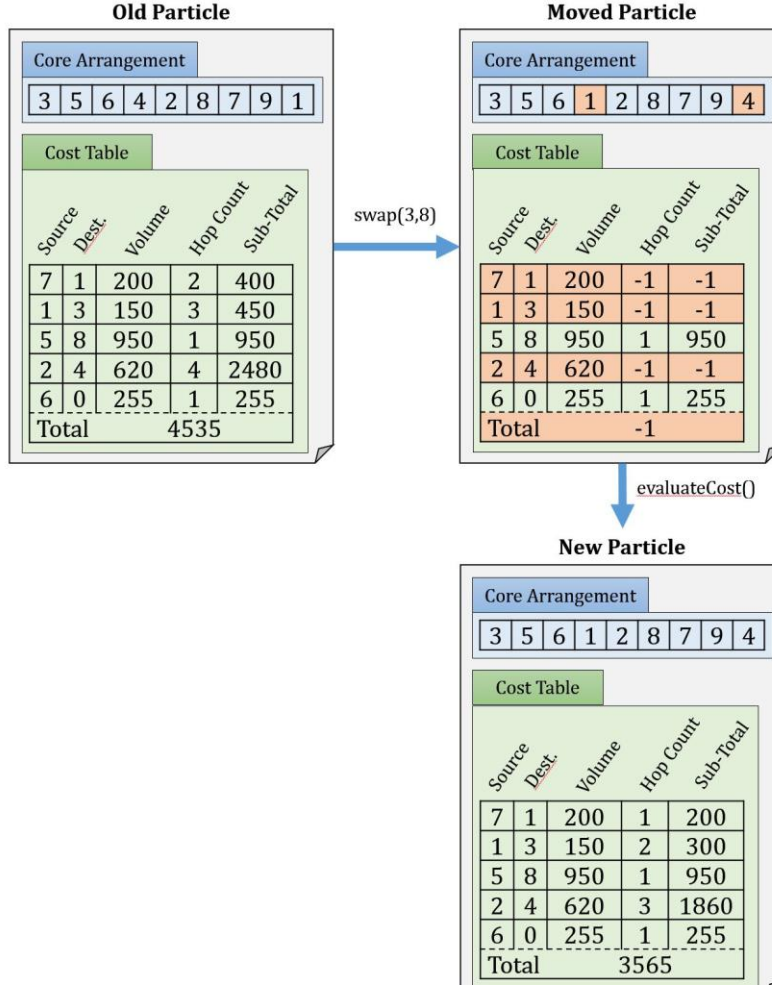 Old Particle
Core Arrangement
3 5 6 4 2 8 7 9 1
Cost Table
Source Dest. Volume Hop Count Sub-Total
7 1 200 2 400
1 3 150 3 450
5 8 950 1 950
2 4 620 4 2480
6 0 255 1 255
Total 4535
swap(3,8)
Moved Particle
Core Arrangement
3 5 6 1 2 8 7 9 4
Cost Table
Source Dest. Volume Hop Count Sub-Total
7 1 200 -1 -1
1 3 150 -1 -1
5 8 950 1 950
2 4 620 -1 -1
6 0 255 1 255
Total -1
evaluateCost()
New Particle
Core Arrangement
3 5 6 1 2 8 7 9 4
Cost Table
Source Dest. Volume Hop Count Sub-Total
7 1 200 1 200
1 3 150 2 300
5 8 950 1 950
2 4 620 3 1860
6 0 255 1 255
Total 3565